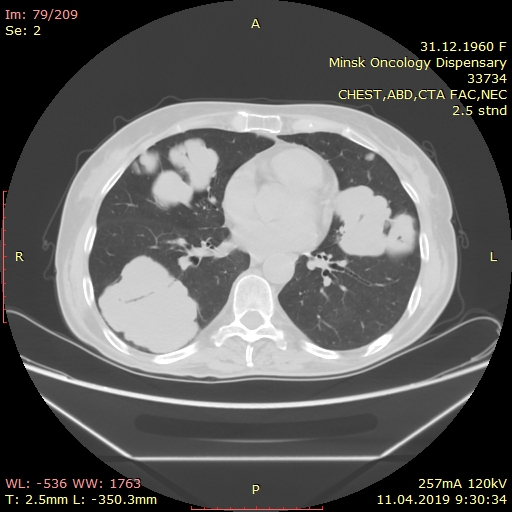 Im: 79/209
Se: 2
A
31.12.1960 F
Minsk Oncology Dispensary
33734
CHEST,ABD,CTA FAC,NEC
2.5 stnd
R
L
WL: -536 WW: 1763
T: 2.5mm L: -350.3mm
P
257mA 120kV
11.04.2019 9:30:34